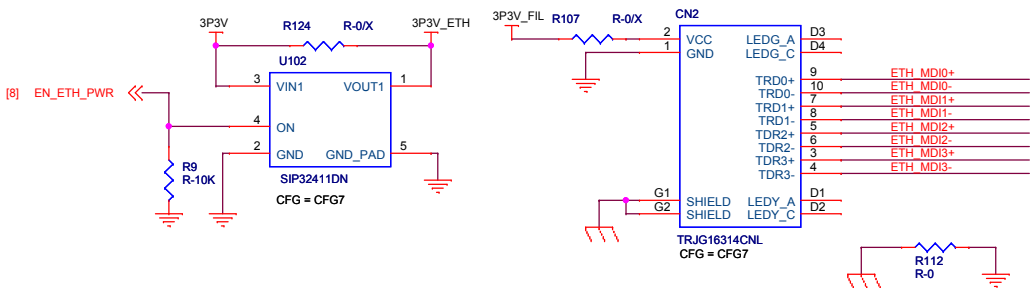 3P3V R124 R-0/X 3P3V_ETH
U102
3 VIN1 VOUT1 1
[8] EN_ETH_PWR
4 ON
2 GND GND_PAD 5
R9
R-10K
SIP32411DN
CFG = CFG7
3P3V_FIL R107 R-0/X CN2
2 VCC LEDG_A D3
1 GND LEDG_C D4
TRD0+ 9 ETH_MDI0+
TRD0- 10 ETH_MDI0-
TRD1+ 7 ETH_MDI1+
TRD1- 8 ETH_MDI1-
TDR2+ 5 ETH_MDI2+
TDR2- 6 ETH_MDI2-
TDR3+ 3 ETH_MDI3+
TDR3- 4 ETH_MDI3-
G1 SHIELD LEDY_A D1
G2 SHIELD LEDY_C D2
TRJG16314CNL
CFG = CFG7
R112
R-0